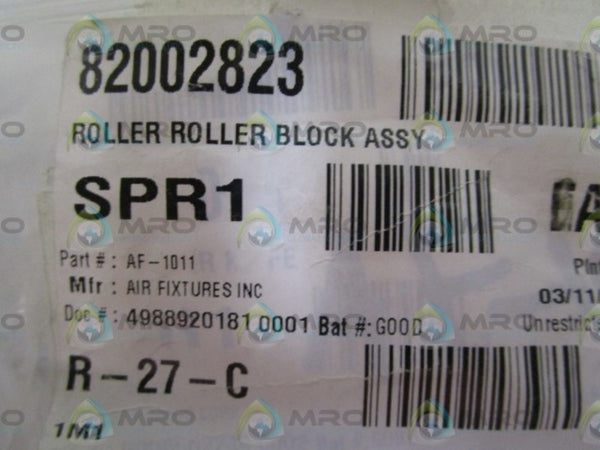 82002823
ROLLER ROLLER BLOCK ASSY
SPR1
Part # : AF-1011
Mfr : AIR FIXTURES INC
Doc # : 4988920181 0001 Bat #: GOOD
03/11/
R-27-C
1M1
MRO